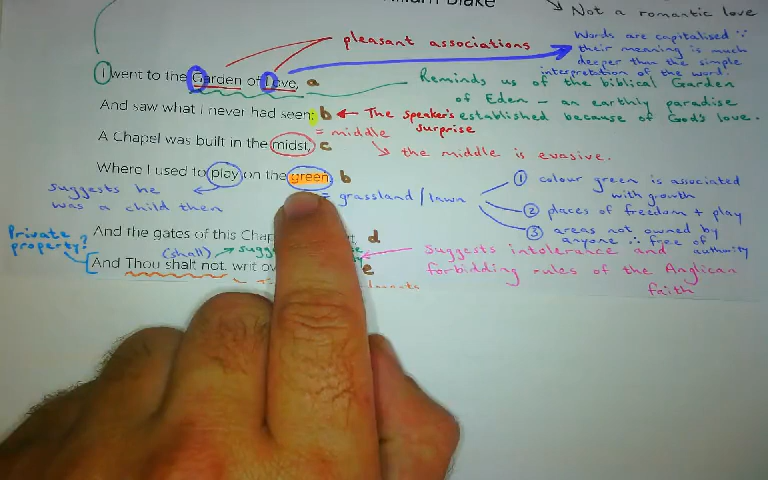 William Blake
↘ Not a romantic love
pleasant associations
Words are capitalised ∵
their meaning is much
deeper than the simple
interpretation of the word.
I went to the Garden of Love, a
Reminds us of the biblical Garden
of Eden - an earthly paradise
established because of God's love.
And saw what I never had seen; b ← The speaker's
surprise
= middle
A Chapel was built in the midst, c
↘ the middle is evasive.
Where I used to play on the green. b
suggests he
was a child then
= grassland / lawn
① colour green is associated
with growth
② places of freedom + play
③ areas not owned by
anyone ∴ free of
authority
And the gates of this d
Private
property?
(shall)
And Thou shalt not. writ e
suggests intolerance and
forbidding rules of the Anglican
faith